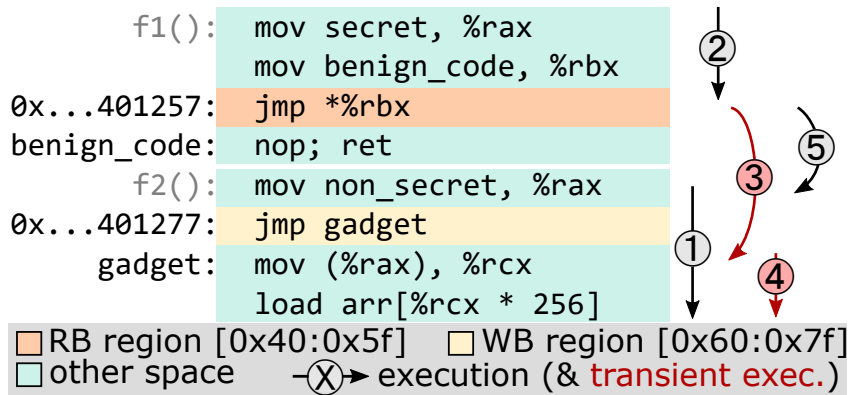 f1(): mov secret, %rax
mov benign_code, %rbx
2
0x...401257: jmp *%rbx
benign_code: nop; ret
5
f2(): mov non_secret, %rax
3
0x...401277: jmp gadget
1
gadget: mov (%rax), %rcx
4
load arr[%rcx * 256]
RB region [0x40:0x5f] WB region [0x60:0x7f]
other space X execution (& transient exec.)